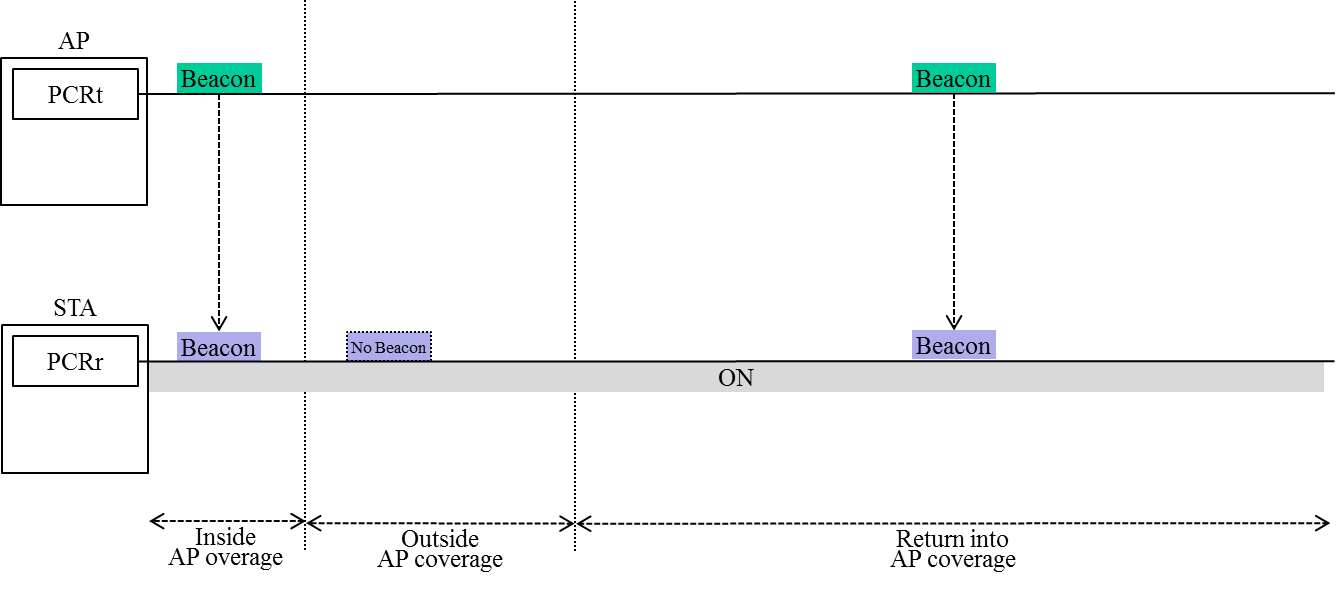 AP
PCRt
Beacon
Beacon
STA
PCRr
Beacon
No Beacon
Beacon
ON
Inside
AP overage
Outside
AP coverage
Return into
AP coverage